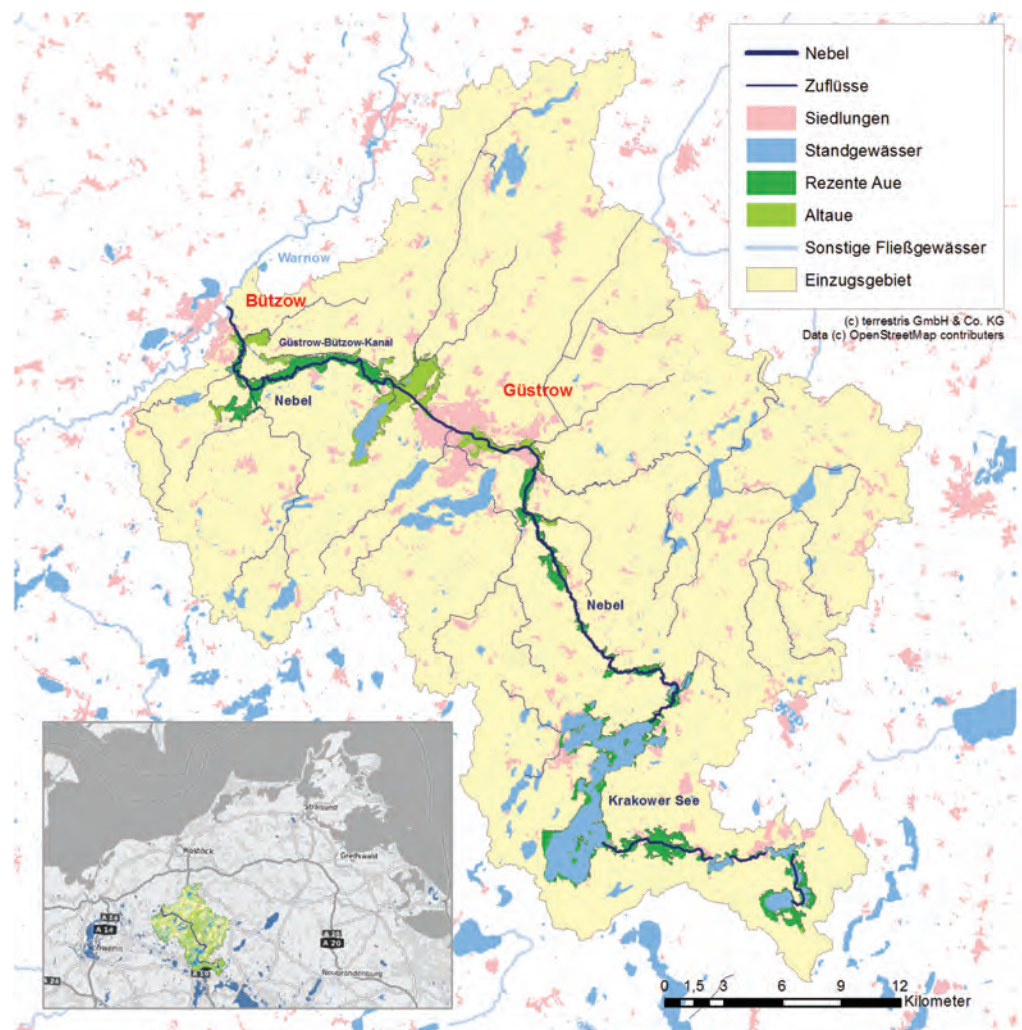 Nebel
Zuflüsse
Siedlungen
Standgewässer
Rezente Aue
Altaue
Sonstige Fließgewässer
Einzugsgebiet
(c) terrestris GmbH & Co. KG
Data (c) OpenStreetMap contributers
Warnow
Bützow
Güstrow-Bützow-Kanal
Güstrow
Nebel
Nebel
Krakower See
Stralsund
Rostock
Greifswald
A 14
A 20
A 20
Neubrandenburg
0 1,5 3 6 9 12
Kilometer